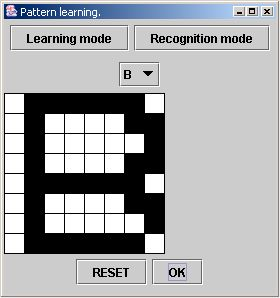 Pattern learning.
Learning mode Recognition mode
B
RESET OK